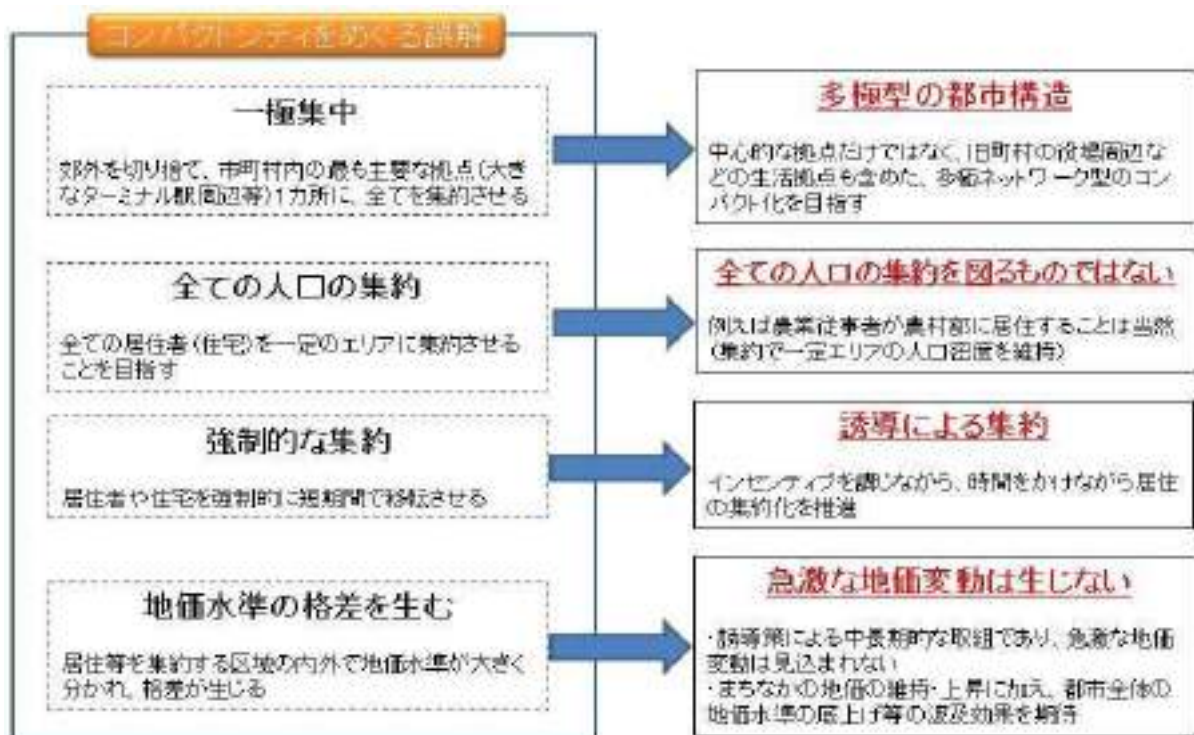 コンパクトシティをめぐる誤解
一極集中
郊外を切り捨て、市町村内の最も主要な拠点(大き
なターミナル駅周辺等)1カ所に、全てを集約させる
多極型の都市構造
中心的な拠点だけではなく、旧町村の役場周辺な
どの生活拠点も含めた、多極ネットワーク型のコン
パクト化を目指す
全ての人口の集約
全ての居住者(住宅)を一定のエリアに集約させる
ことを目指す
全ての人口の集約を図るものではない
例えば農業従事者が農村部に居住することは当然
(集約で一定エリアの人口密度を維持)
強制的な集約
居住者や住宅を強制的に短期間で移転させる
誘導による集約
インセンティブを講じながら、時間をかけながら居住
の集約化を推進
地価水準の格差を生む
居住等を集約する区域の内外で地価水準が大きく
分かれ、格差が生じる
急激な地価変動は生じない
・誘導策による中長期的な取組であり、急激な地価
変動は見込まれない
・まちなかの地価の維持・上昇に加え、都市全体の
地価水準の底上げ等の波及効果を期待